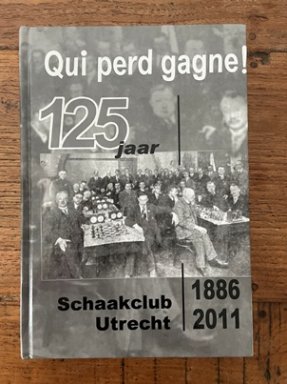 Qui perd gagne!
125
jaar
Schaakclub
Utrecht
1886
2011